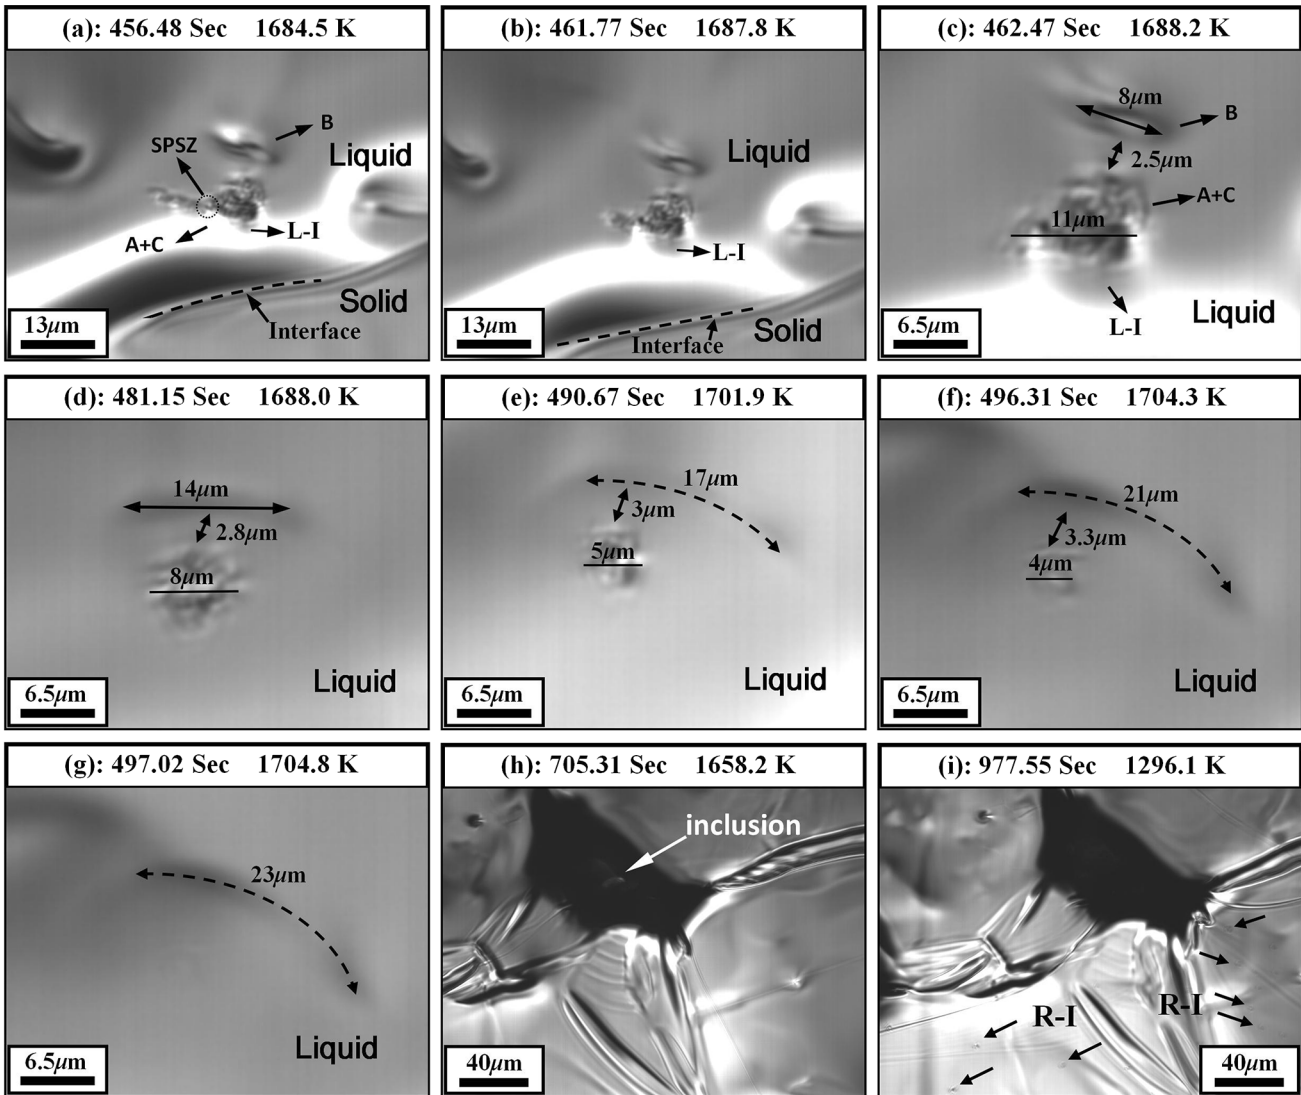 (a): 456.48 Sec 1684.5 K
SPSZ
B
Liquid
A+C
L-I
Solid
Interface
13μm
(b): 461.77 Sec 1687.8 K
Liquid
L-I
Solid
Interface
13μm
(c): 462.47 Sec 1688.2 K
8μm
B
2.5μm
A+C
11μm
L-I
Liquid
6.5μm
(d): 481.15 Sec 1688.0 K
14μm
2.8μm
8μm
Liquid
6.5μm
(e): 490.67 Sec 1701.9 K
17μm
3μm
5μm
Liquid
6.5μm
(f): 496.31 Sec 1704.3 K
21μm
3.3μm
4μm
Liquid
6.5μm
(g): 497.02 Sec 1704.8 K
23μm
Liquid
6.5μm
(h): 705.31 Sec 1658.2 K
inclusion
40μm
(i): 977.55 Sec 1296.1 K
R-I
R-I
40μm